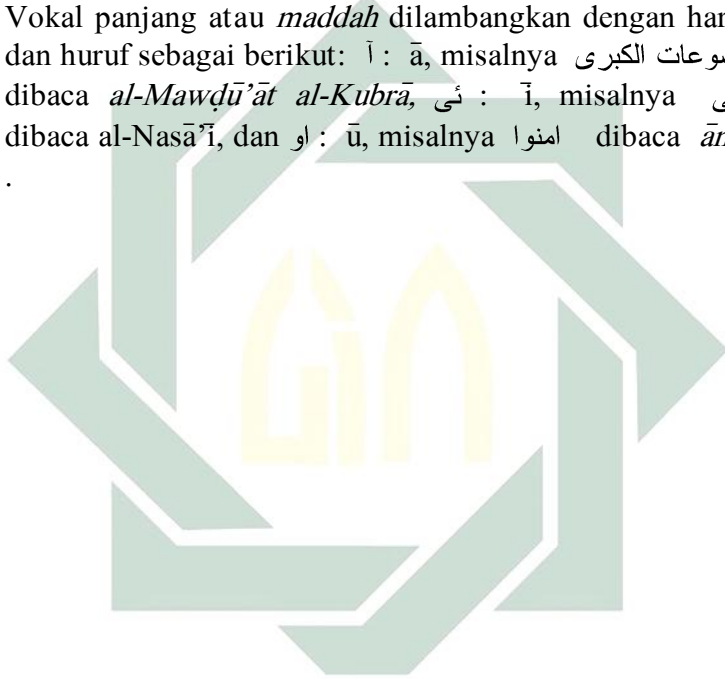 Vokal panjang atau maddah dilambangkan dengan har
dan huruf sebagai berikut: آ : ā, misalnya ضوعات الكبرى
dibaca al-Mawḍū'āt al-Kubrā, ئى : ī, misalnya
dibaca al-Nasā'ī, dan او : ū, misalnya امنوا dibaca ān
.